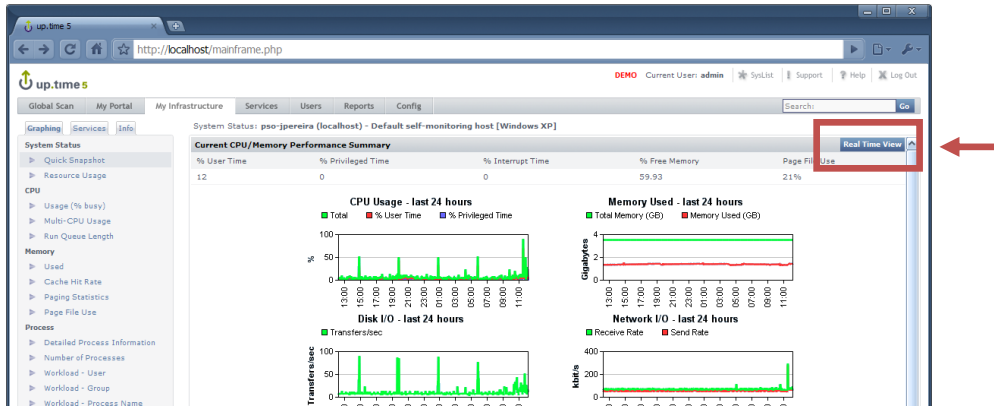 up.time 5
http://localhost/mainframe.php
up.time 5
DEMO Current User: admin SysList Support Help Log Out
Global Scan My Portal My Infrastructure Services Users Reports Config Search: Go
Graphing Services Info
System Status: pso-jpereira (localhost) - Default self-monitoring host [Windows XP]
System Status
Quick Snapshot
Resource Usage
CPU
Usage (% busy)
Multi-CPU Usage
Run Queue Length
Memory
Used
Cache Hit Rate
Paging Statistics
Page File Use
Process
Detailed Process Information
Number of Processes
Workload - User
Workload - Group
Workload - Process Name
Current CPU/Memory Performance Summary Real Time View
% User Time % Privileged Time % Interrupt Time % Free Memory Page File Use
12 0 0 59.93 21%
CPU Usage - last 24 hours
Total % User Time % Privileged Time
%
100
50
0
13:00 15:00 17:00 19:00 21:00 23:00 01:00 03:00 05:00 07:00 09:00 11:00
Memory Used - last 24 hours
Total Memory (GB) Memory Used (GB)
Gigabytes
4
2
0
13:00 15:00 17:00 19:00 21:00 23:00 01:00 03:00 05:00 07:00 09:00 11:00
Disk I/O - last 24 hours
Transfers/sec
Transfers/sec
100
50
0
Network I/O - last 24 hours
Receive Rate Send Rate
kbit/s
400
200
0